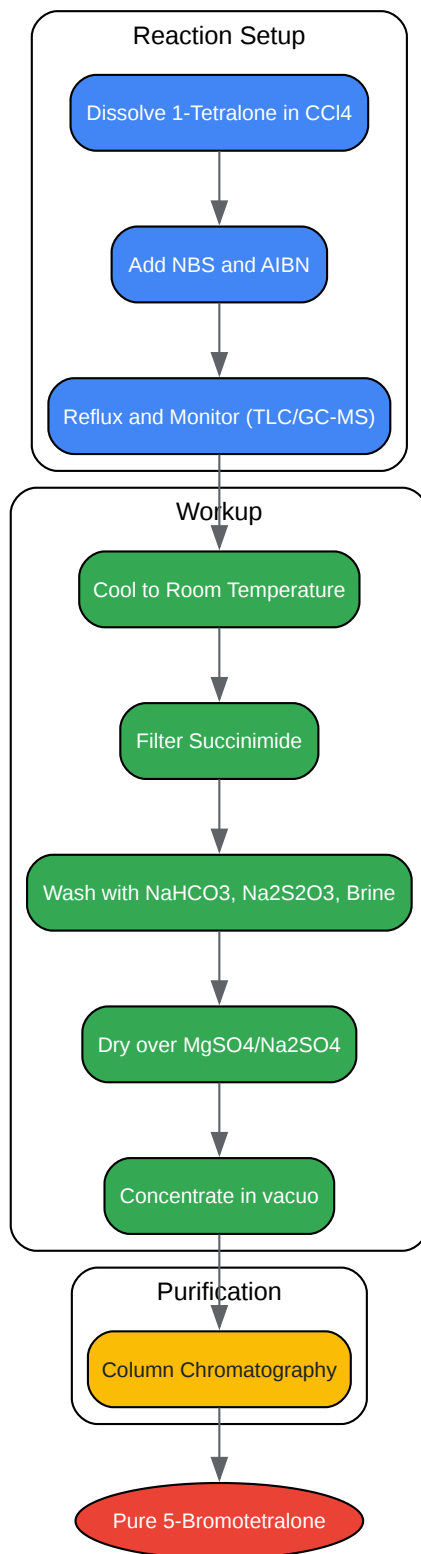 Reaction Setup
Dissolve 1-Tetralone in CCl4
Add NBS and AIBN
Reflux and Monitor (TLC/GC-MS)
Workup
Cool to Room Temperature
Filter Succinimide
Wash with NaHCO3, Na2S2O3, Brine
Dry over MgSO4/Na2SO4
Concentrate in vacuo
Purification
Column Chromatography
Pure 5-Bromotetralone